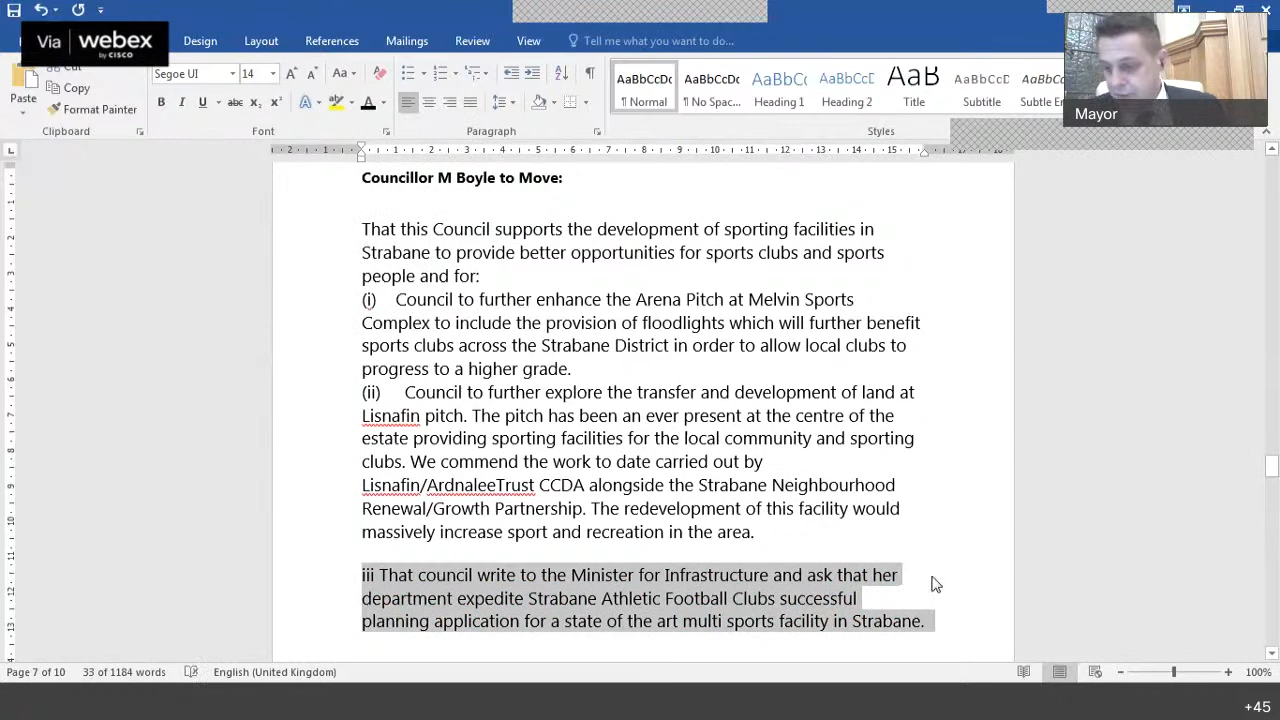 Via webex
by CISCO
Design Layout References Mailings Review View Tell me what you want to do...
Cut
Copy
Format Painter
Paste
Segoe UI 14
AaBbCcDc AaBbCcDc AaBbC AaBbCcC AaB AaBbCcD AaBbCcD
¶ Normal ¶ No Spac... Heading 1 Heading 2 Title Subtitle Subtle Em
Clipboard Font Paragraph Styles
Mayor
Councillor M Boyle to Move:
That this Council supports the development of sporting facilities in
Strabane to provide better opportunities for sports clubs and sports
people and for:
(i) Council to further enhance the Arena Pitch at Melvin Sports
Complex to include the provision of floodlights which will further benefit
sports clubs across the Strabane District in order to allow local clubs to
progress to a higher grade.
(ii) Council to further explore the transfer and development of land at
Lisnafin pitch. The pitch has been an ever present at the centre of the
estate providing sporting facilities for the local community and sporting
clubs. We commend the work to date carried out by
Lisnafin/ArdnaleeTrust CCDA alongside the Strabane Neighbourhood
Renewal/Growth Partnership. The redevelopment of this facility would
massively increase sport and recreation in the area.
iii That council write to the Minister for Infrastructure and ask that her
department expedite Strabane Athletic Football Clubs successful
planning application for a state of the art multi sports facility in Strabane.
Page 7 of 10 33 of 1184 words English (United Kingdom) 100%
+45